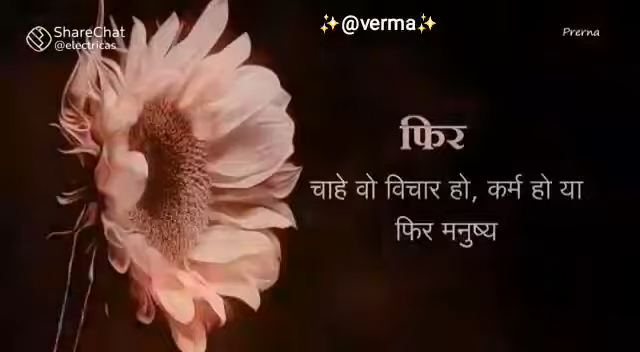 ShareChat
@electricas
✨@verma✨
Prerna
फिर
चाहे वो विचार हो, कर्म हो या
फिर मनुष्य